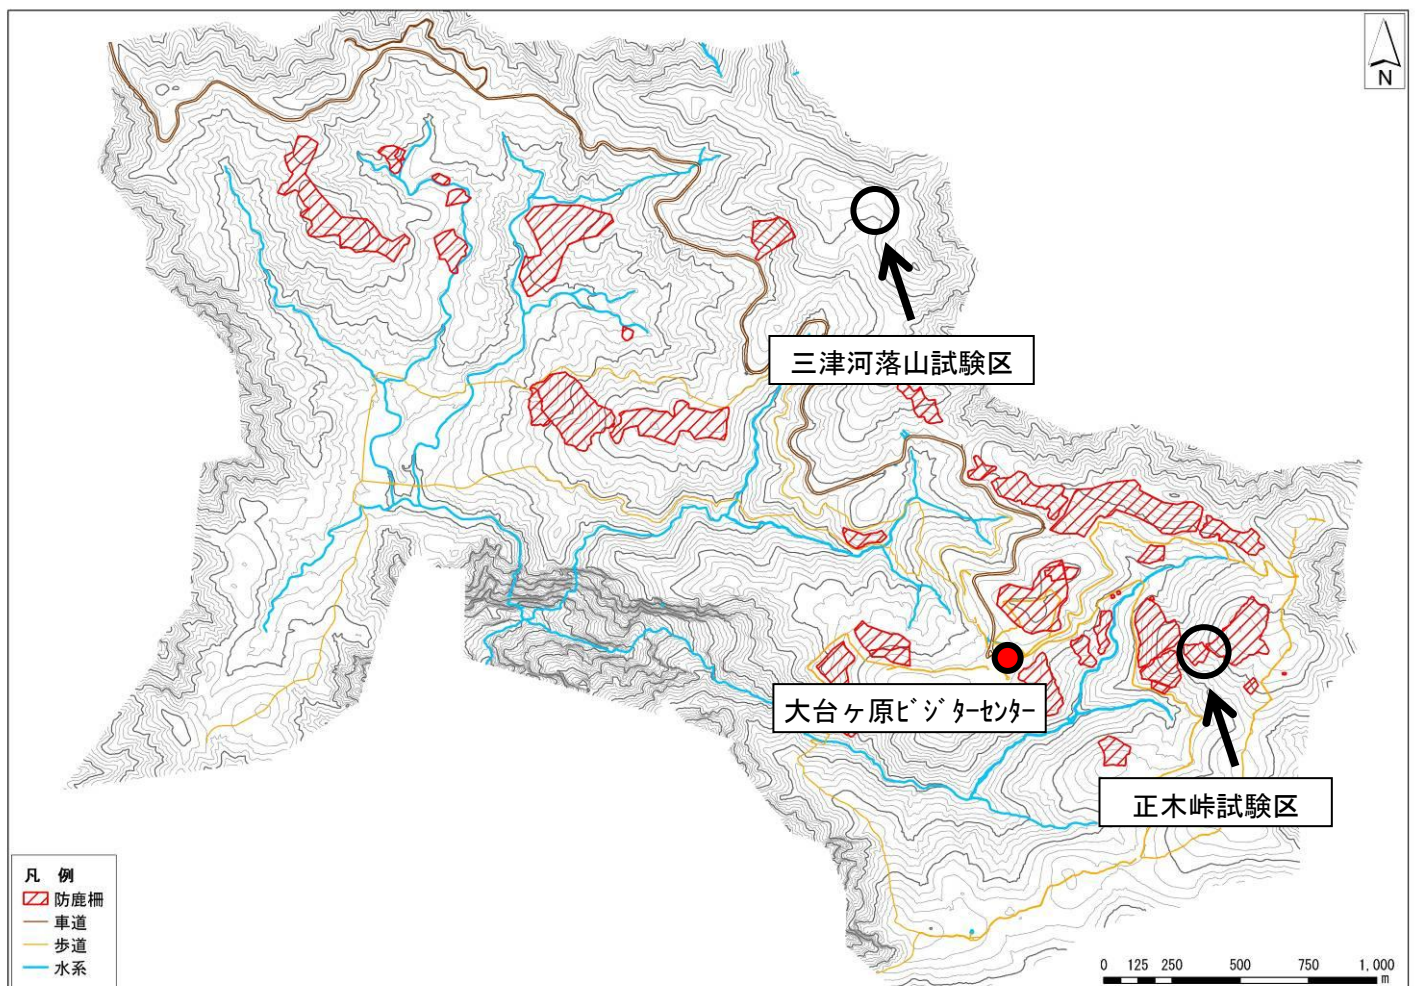 N
三津河落山試験区
大台ヶ原ﾋﾞｼﾞﾀｰｾﾝﾀｰ
正木峠試験区
凡 例
防鹿柵
車道
歩道
水系
0 125 250 500 750 1,000
m